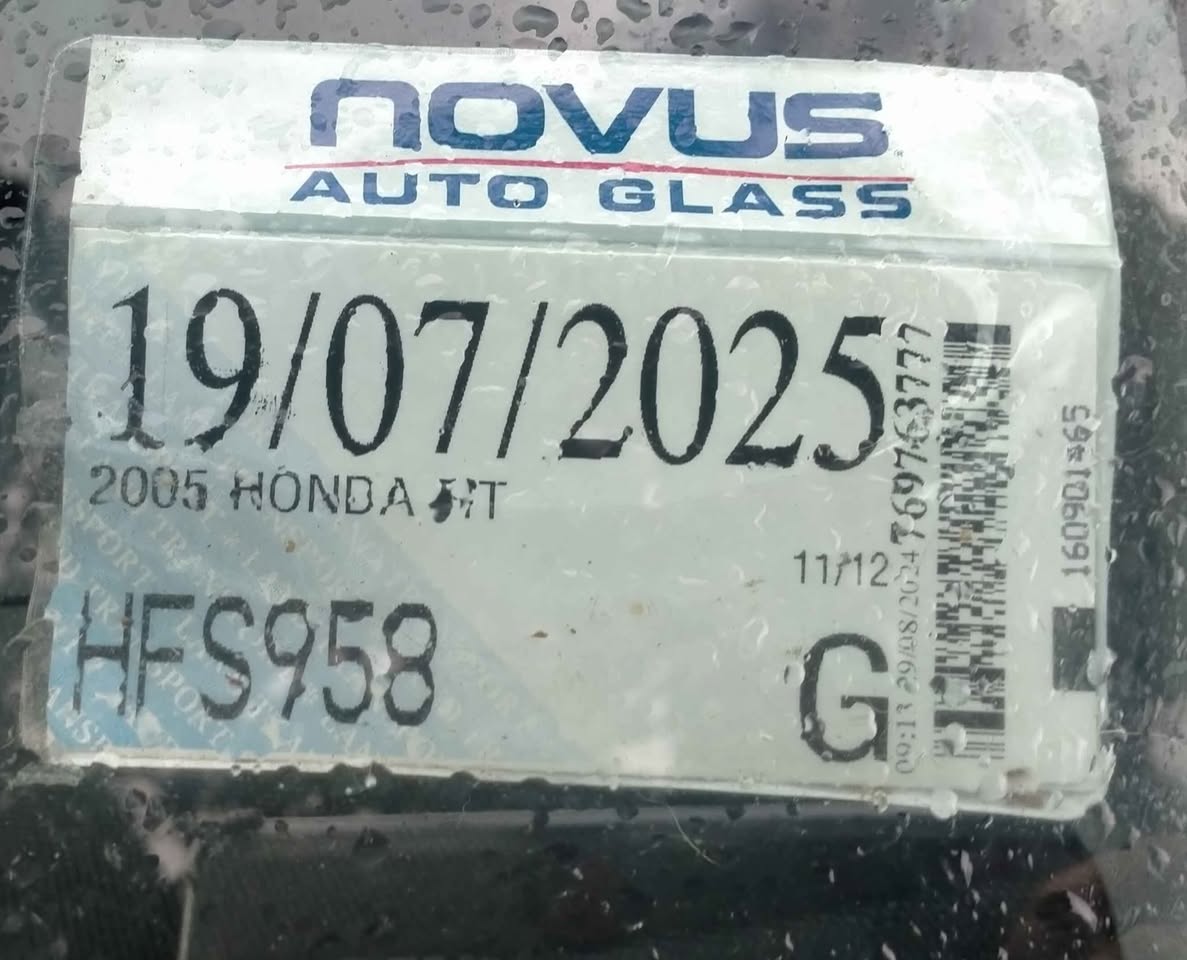 NOVUS
AUTO GLASS
19/07/2025
2005 HONDA FIT
11/12
HFS958
G
09:13 29/08/2024
769763777
160901465